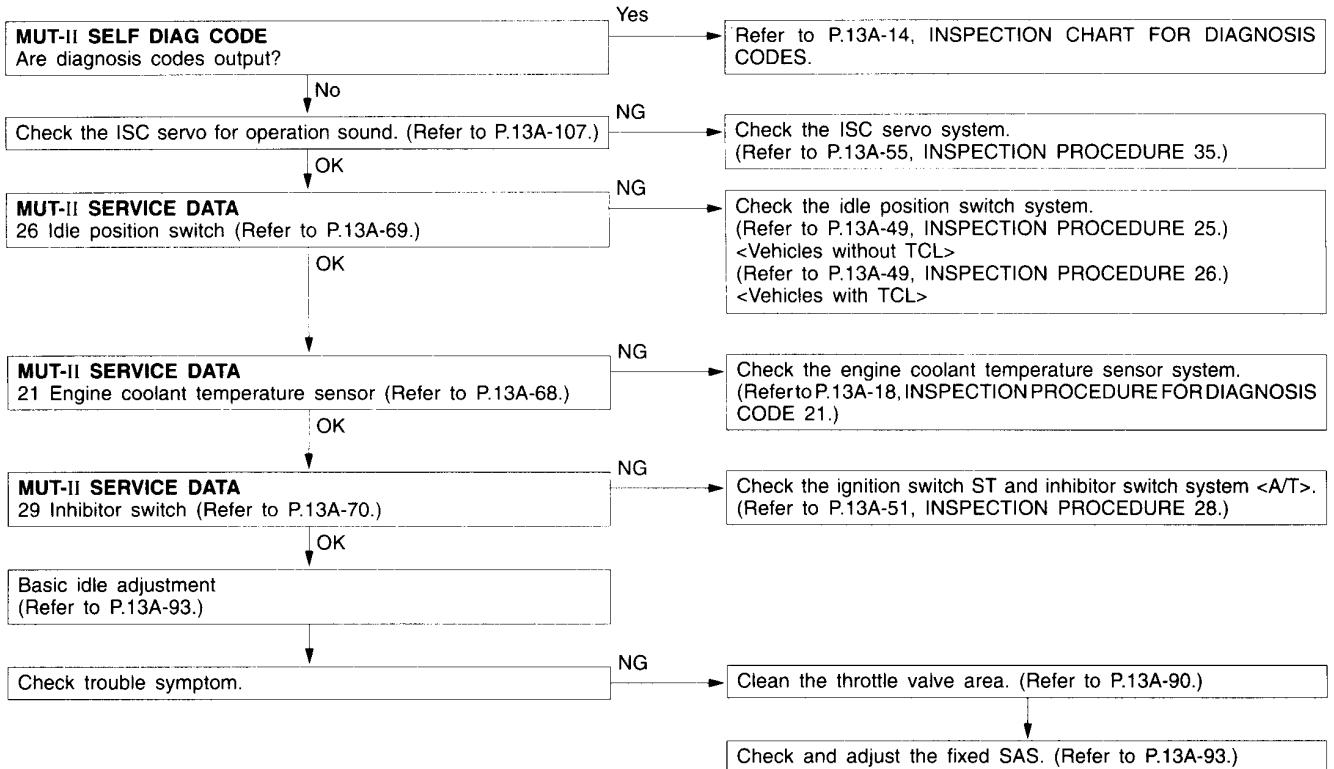 MUT-II SELF DIAG CODE
Are diagnosis codes output?
Yes
Refer to P.13A-14, INSPECTION CHART FOR DIAGNOSIS
CODES.
No
Check the ISC servo for operation sound. (Refer to P.13A-107.)
NG
Check the ISC servo system.
(Refer to P.13A-55, INSPECTION PROCEDURE 35.)
OK
MUT-II SERVICE DATA
26 Idle position switch (Refer to P.13A-69.)
NG
Check the idle position switch system.
(Refer to P.13A-49, INSPECTION PROCEDURE 25.)
<Vehicles without TCL>
(Refer to P.13A-49, INSPECTION PROCEDURE 26.)
<Vehicles with TCL>
OK
MUT-II SERVICE DATA
21 Engine coolant temperature sensor (Refer to P.13A-68.)
NG
Check the engine coolant temperature sensor system.
(Refer to P.13A-18, INSPECTION PROCEDURE FOR DIAGNOSIS
CODE 21.)
OK
MUT-II SERVICE DATA
29 Inhibitor switch (Refer to P.13A-70.)
NG
Check the ignition switch ST and inhibitor switch system <A/T>.
(Refer to P.13A-51, INSPECTION PROCEDURE 28.)
OK
Basic idle adjustment
(Refer to P.13A-93.)
Check trouble symptom.
NG
Clean the throttle valve area. (Refer to P.13A-90.)
Check and adjust the fixed SAS. (Refer to P.13A-93.)